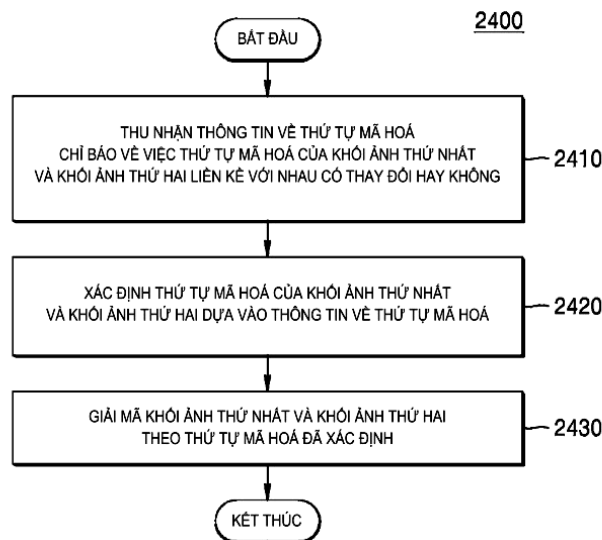 2400
BẮT ĐẦU
THU NHẬN THÔNG TIN VỀ THỨ TỰ MÃ HOÁ
CHỈ BÁO VỀ VIỆC THỨ TỰ MÃ HOÁ CỦA KHỐI ẢNH THỨ NHẤT
VÀ KHỐI ẢNH THỨ HAI LIỀN KỀ VỚI NHAU CÓ THAY ĐỔI HAY KHÔNG
2410
XÁC ĐỊNH THỨ TỰ MÃ HOÁ CỦA KHỐI ẢNH THỨ NHẤT
VÀ KHỐI ẢNH THỨ HAI DỰA VÀO THÔNG TIN VỀ THỨ TỰ MÃ HOÁ
2420
GIẢI MÃ KHỐI ẢNH THỨ NHẤT VÀ KHỐI ẢNH THỨ HAI
THEO THỨ TỰ MÃ HOÁ ĐÃ XÁC ĐỊNH
2430
KẾT THÚC